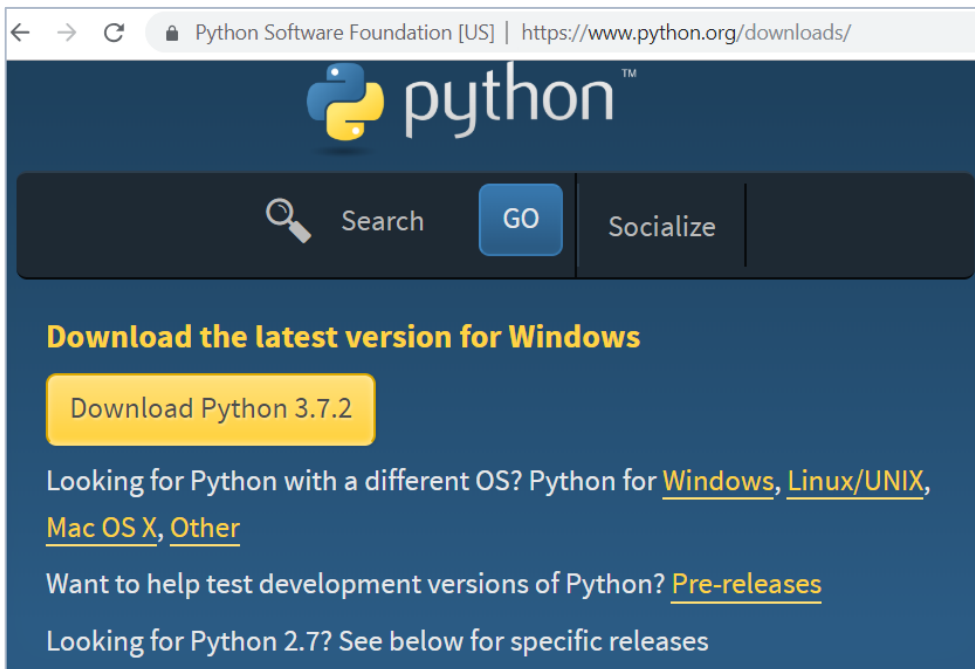 Python Software Foundation [US] | https://www.python.org/downloads/
python™
Search GO Socialize
Download the latest version for Windows
Download Python 3.7.2
Looking for Python with a different OS? Python for Windows, Linux/UNIX,
Mac OS X, Other
Want to help test development versions of Python? Pre-releases
Looking for Python 2.7? See below for specific releases